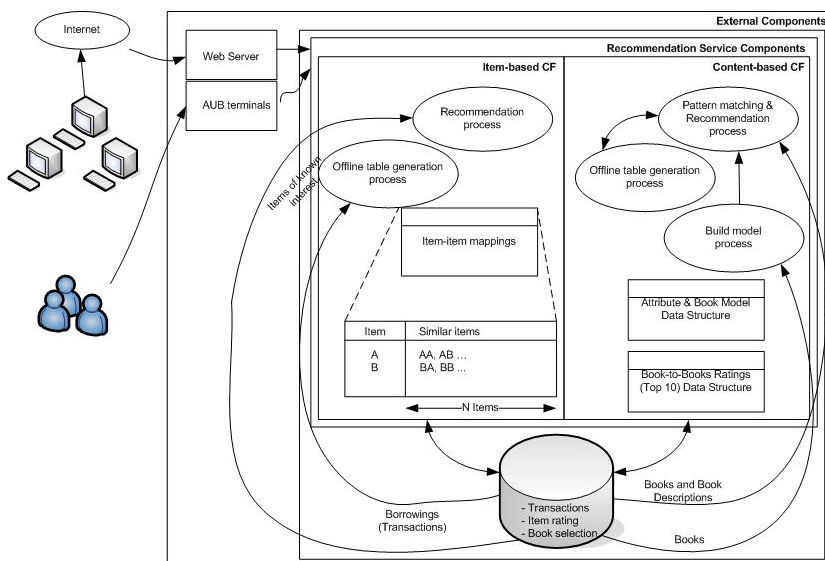 External Components
Internet
Web Server
AUB terminals
Recommendation Service Components
Item-based CF
Content-based CF
Recommendation
process
Pattern matching &
Recommendation
process
Items of known
interest
Offline table generation
process
Offline table generation
process
Item-item mappings
Build model
process
Attribute & Book Model
Data Structure
Item Similar items
A AA, AB ...
B BA, BB ...
Book-to-Books Ratings
(Top 10) Data Structure
N Items
Borrowings
(Transactions)
- Transactions
- Item rating
- Book selection
Books and Book
Descriptions
Books